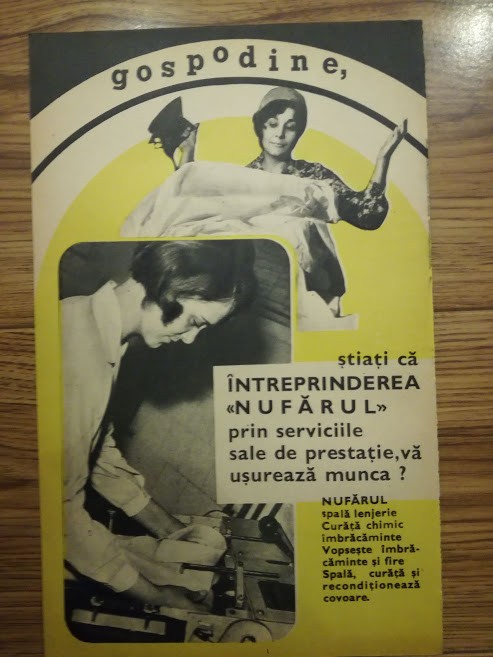 gospodine,
știați că
ÎNTREPRINDEREA
«NUFĂRUL»
prin serviciile
sale de prestație, vă
ușurează munca ?
NUFĂRUL
spală lenjerie
Curăță chimic
îmbrăcăminte
Vopsește îmbră-
căminte și fire
Spală, curăță și
recondiționează
covoare.